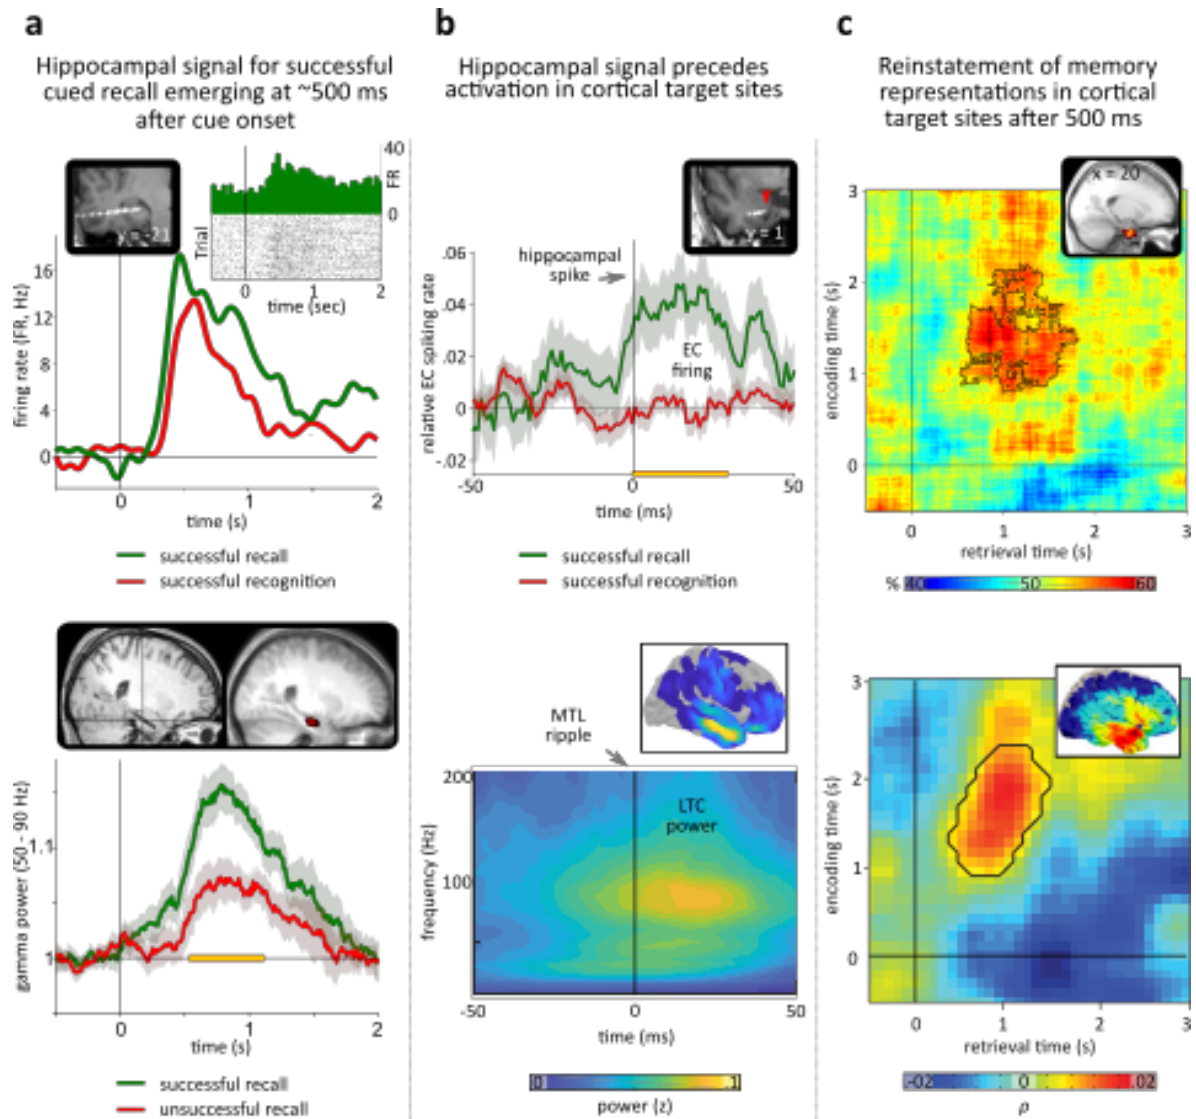 a
Hippocampal signal for successful
cued recall emerging at ~500 ms
after cue onset
y = -21
40
FR
0
Trial
0
1
2
time (sec)
16
12
8
4
0
firing rate (FR, Hz)
0
1
2
time (s)
successful recall
successful recognition
1.1
1
gamma power (50 - 90 Hz)
0
1
2
time (s)
successful recall
unsuccessful recall
b
Hippocampal signal precedes
activation in cortical target sites
y = 1
hippocampal
spike
.06
.04
.02
0
-.02
relative EC spiking rate
EC
firing
-50
0
50
time (ms)
successful recall
successful recognition
MTL
ripple
200
100
frequency (Hz)
LTC
power
-50
0
50
time (ms)
0
.1
power (z)
c
Reinstatement of memory
representations in cortical
target sites after 500 ms
x = 20
3
2
1
0
encoding time (s)
0
1
2
3
retrieval time (s)
% 40
50
60
3
2
1
0
encoding time (s)
0
1
2
3
retrieval time (s)
-.02
0
.02
ρ